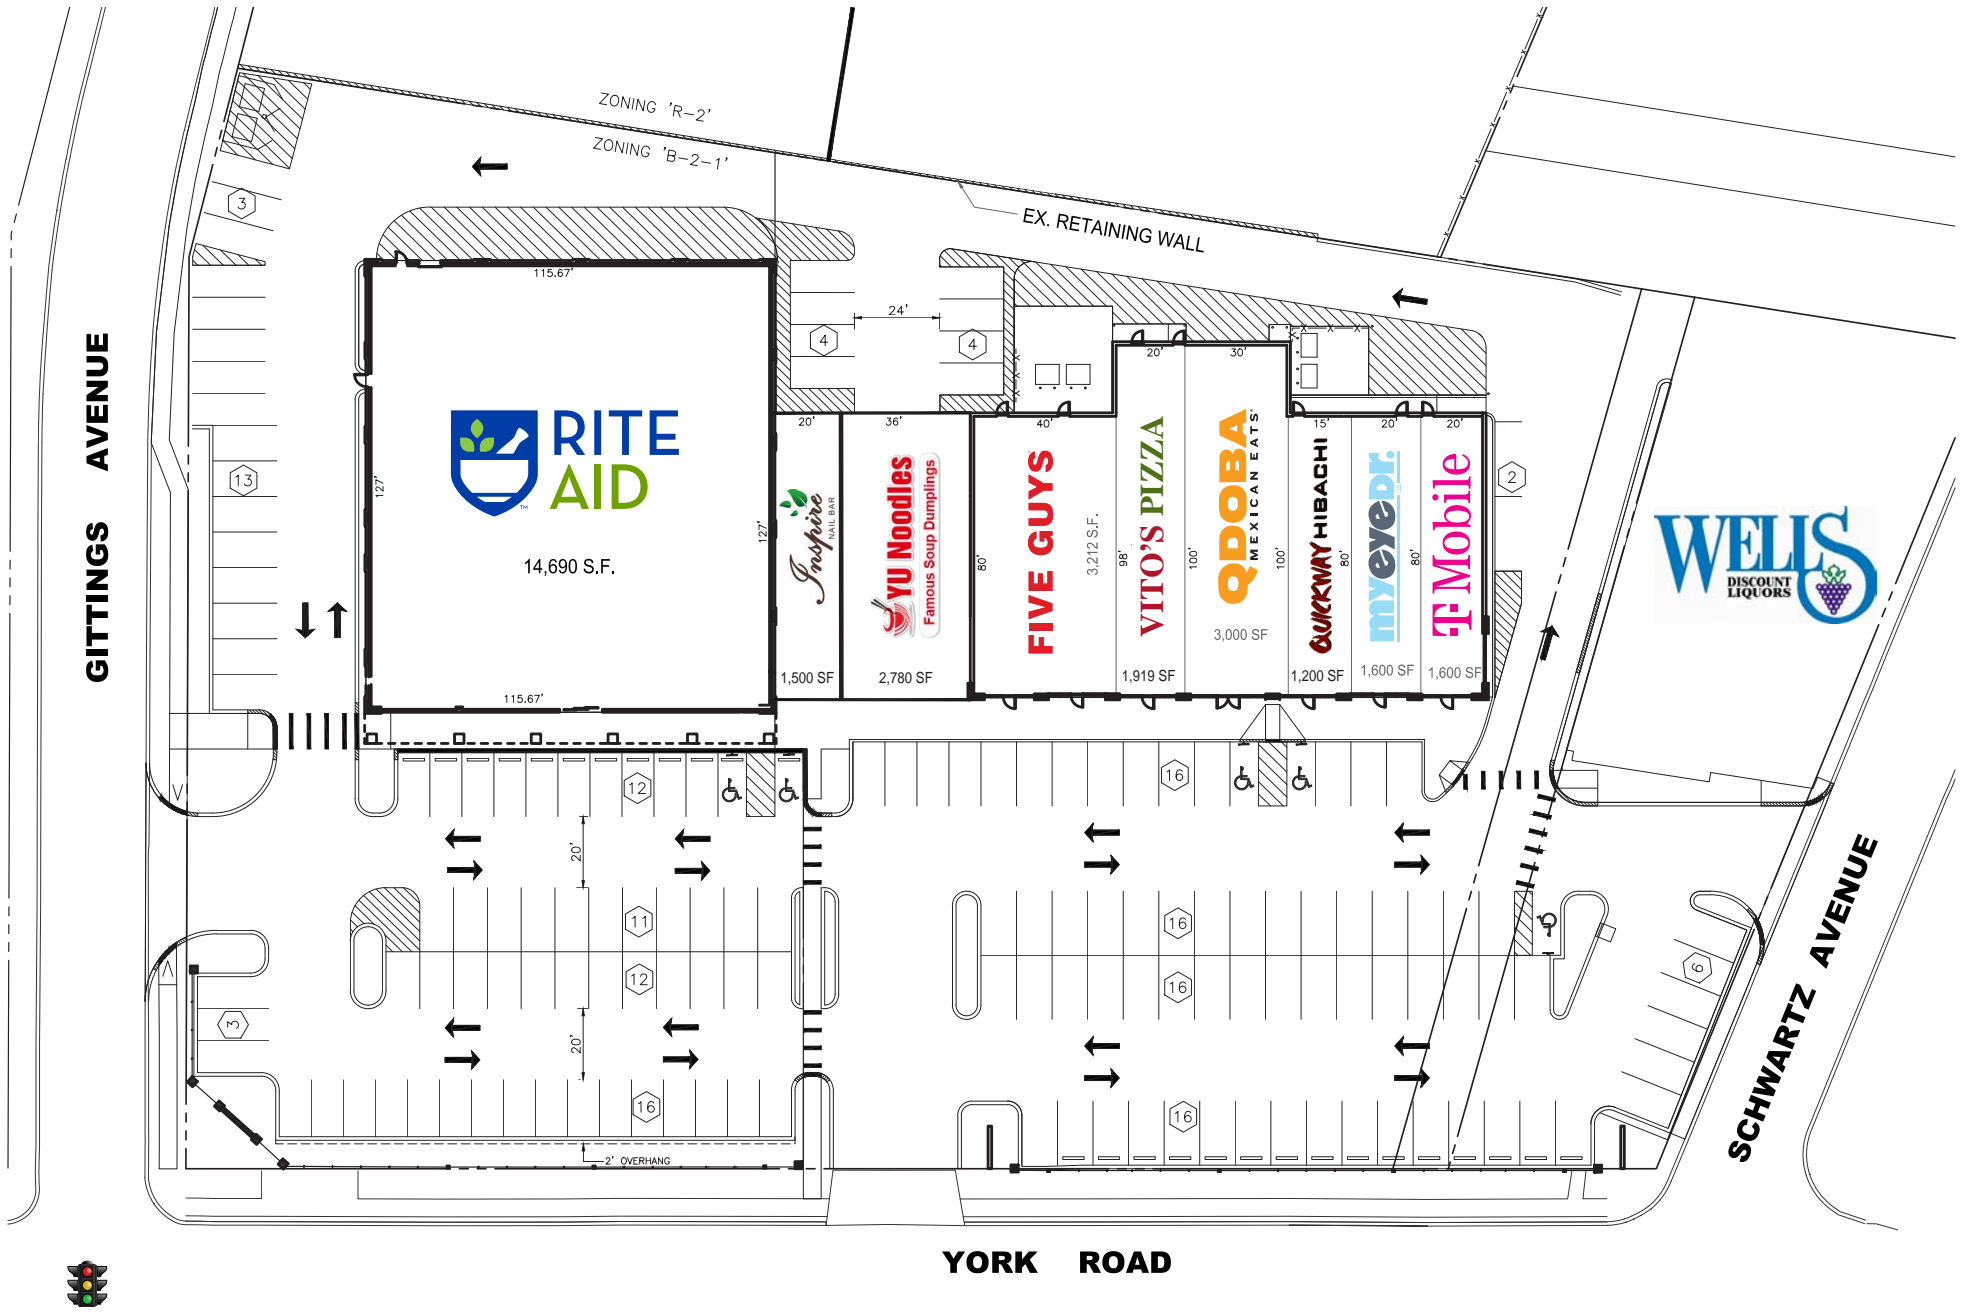 ZONING 'R-2'
ZONING 'B-2-1'
EX. RETAINING WALL
3
115.67'
24'
4
4
20'
30'
GITTINGS AVENUE
20'
36'
40'
15'
20'
20'
13
127'
RITE
AID
TM
14,690 S.F.
127'
Inspire
NAIL BAR
1,500 SF
YU Noodles
Famous Soup Dumplings
2,780 SF
80'
FIVE GUYS
3,212 S.F.
98'
VITO'S PIZZA
1,919 SF
100'
QDOBA
MEXICAN EATS
3,000 SF
100'
QUICKWAY HIBACHI
1,200 SF
80'
myeyedr.
1,600 SF
80'
T-Mobile
1,600 SF
2
WELLS
DISCOUNT
LIQUORS
115.67'
12
16
20'
11
16
12
16
6
3
20'
16
16
2' OVERHANG
SCHWARTZ AVENUE
YORK ROAD